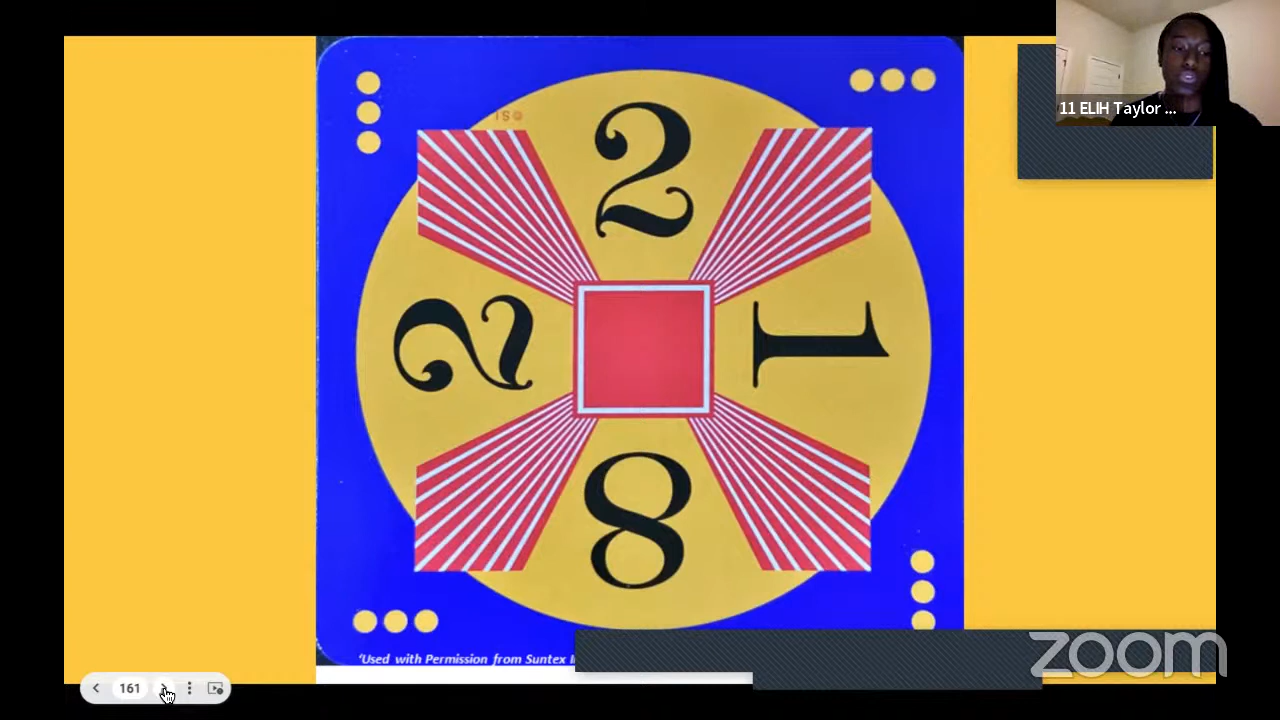 11 ELIH Taylor ...
2
2
1
8
'Used with Permission from Suntex
zoom
161